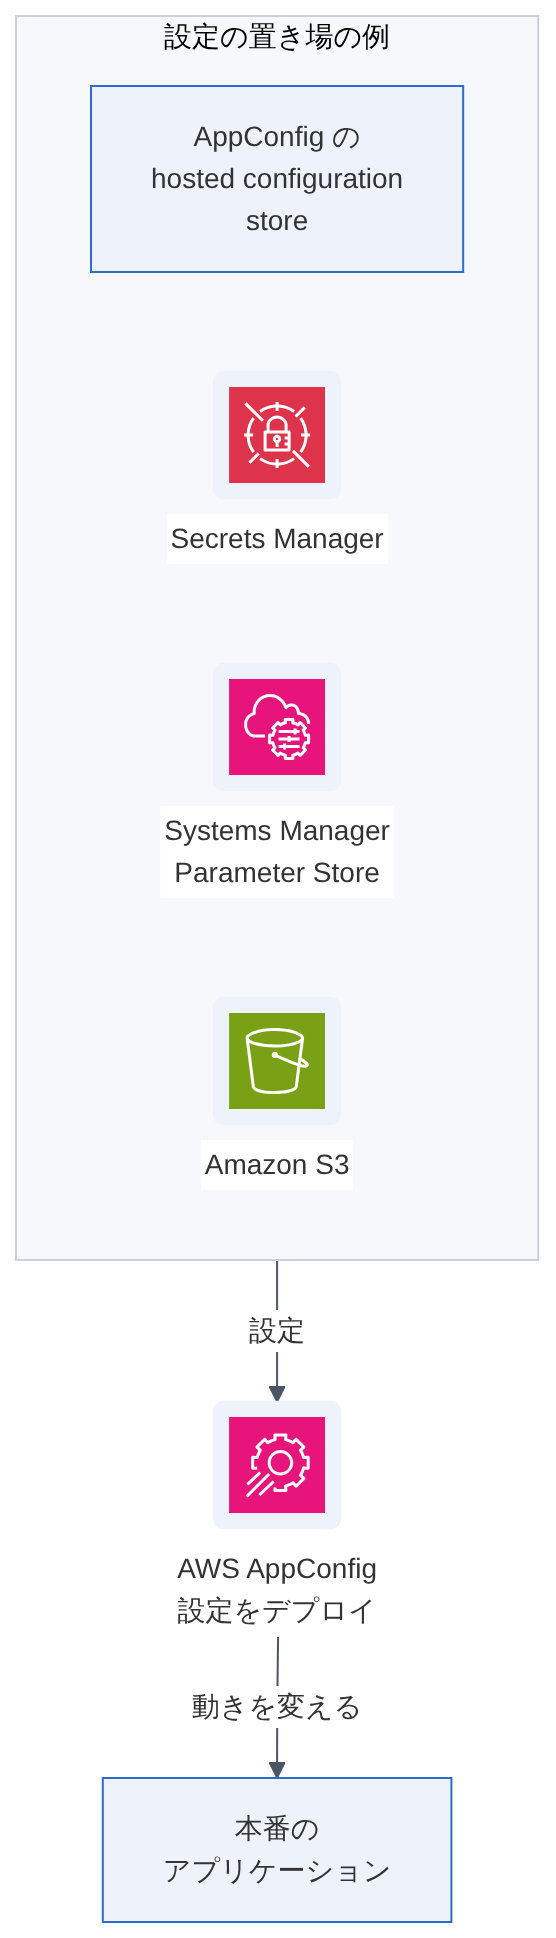 設定の置き場の例
AppConfig の
hosted configuration
store
Secrets Manager
Systems Manager
Parameter Store
Amazon S3
設定
AWS AppConfig
設定をデプロイ
動きを変える
本番の
アプリケーション